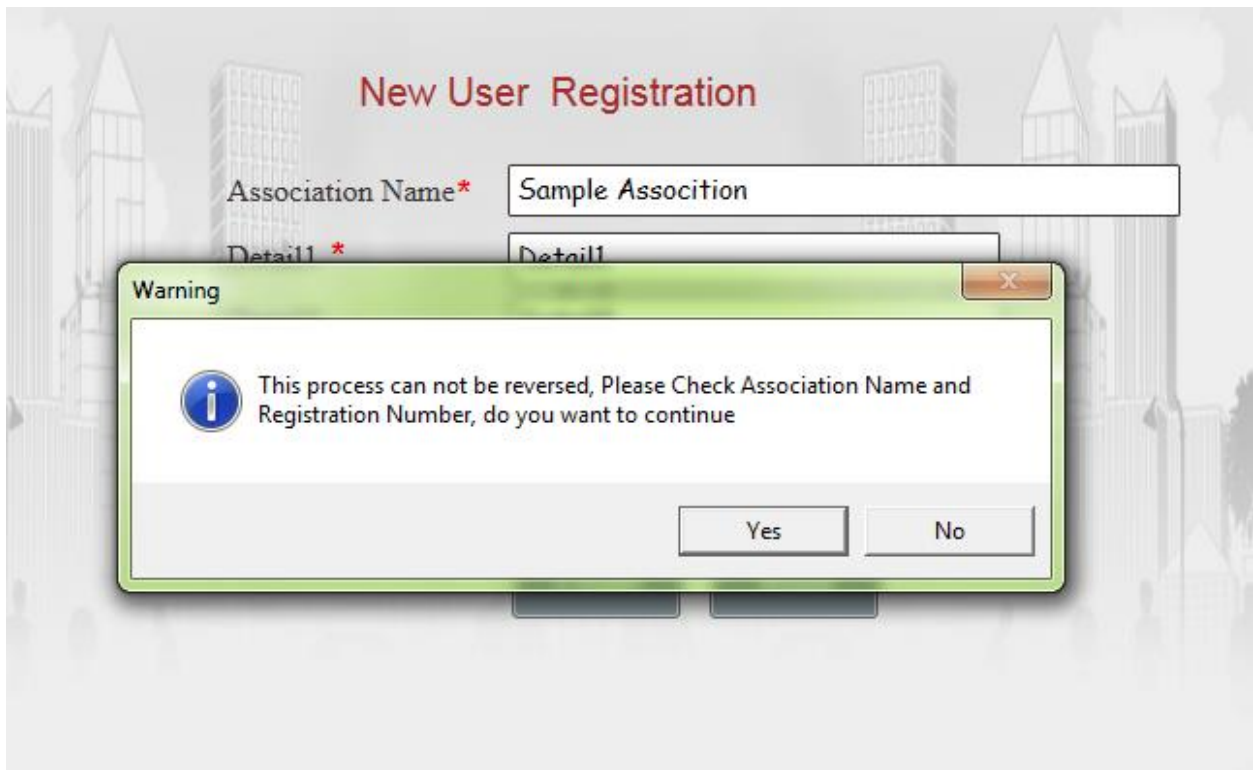 New User Registration
Association Name*
Sample Assocition
Detail1 *
Detail1
Warning
This process can not be reversed, Please Check Association Name and
Registration Number, do you want to continue
Yes
No